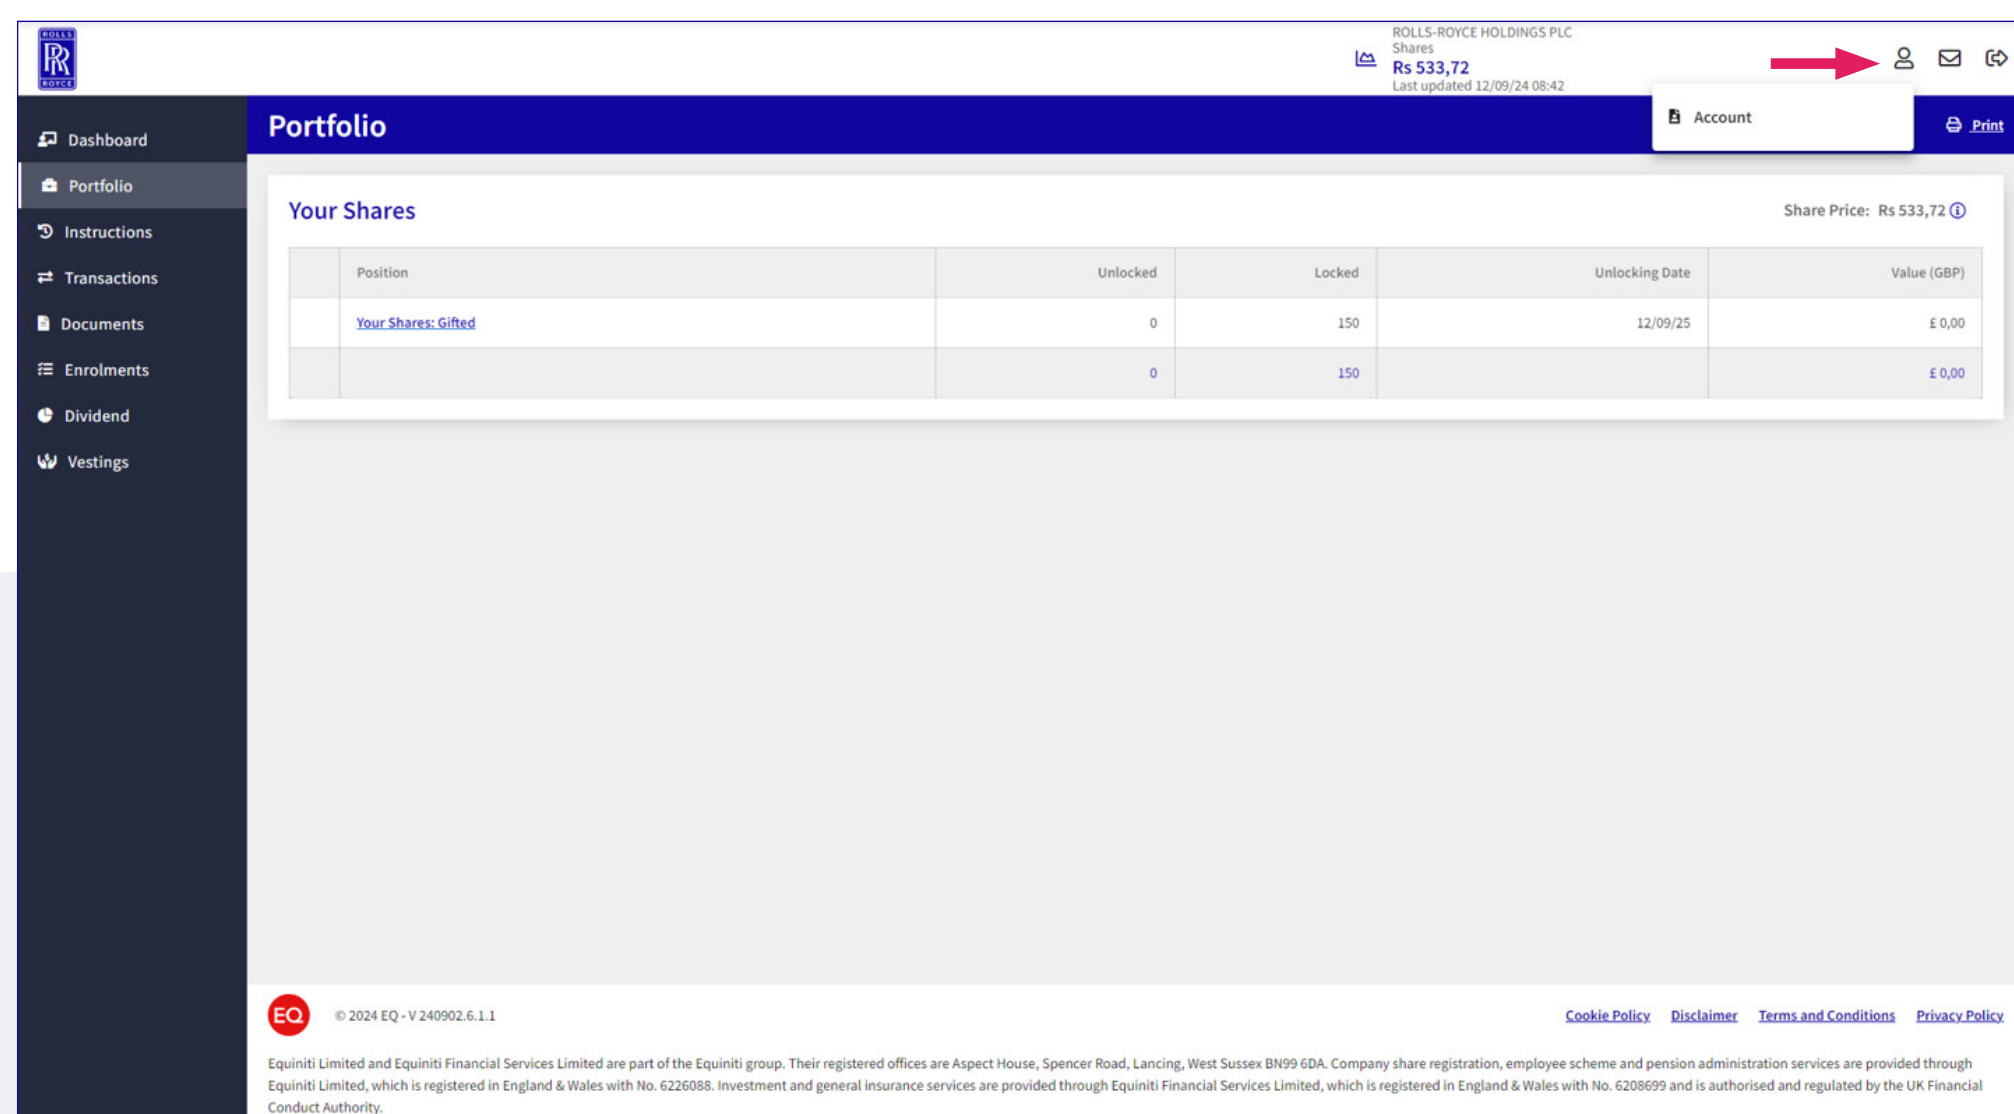 ROLLS
RR
ROYCE
ROLLS-ROYCE HOLDINGS PLC
Shares
Rs 533,72
Last updated 12/09/24 08:42
Account
Portfolio
Print
Dashboard
Portfolio
Instructions
Transactions
Documents
Enrolments
Dividend
Vestings
Your Shares
Share Price: Rs 533,72
Position Unlocked Locked Unlocking Date Value (GBP)
Your Shares: Gifted 0 150 12/09/25 £ 0,00
0 150 £ 0,00
EQ
© 2024 EQ - V 240902.6.1.1
Cookie Policy Disclaimer Terms and Conditions Privacy Policy
Equiniti Limited and Equiniti Financial Services Limited are part of the Equiniti group. Their registered offices are Aspect House, Spencer Road, Lancing, West Sussex BN99 6DA. Company share registration, employee scheme and pension administration services are provided through
Equiniti Limited, which is registered in England & Wales with No. 6226088. Investment and general insurance services are provided through Equiniti Financial Services Limited, which is registered in England & Wales with No. 6208699 and is authorised and regulated by the UK Financial
Conduct Authority.